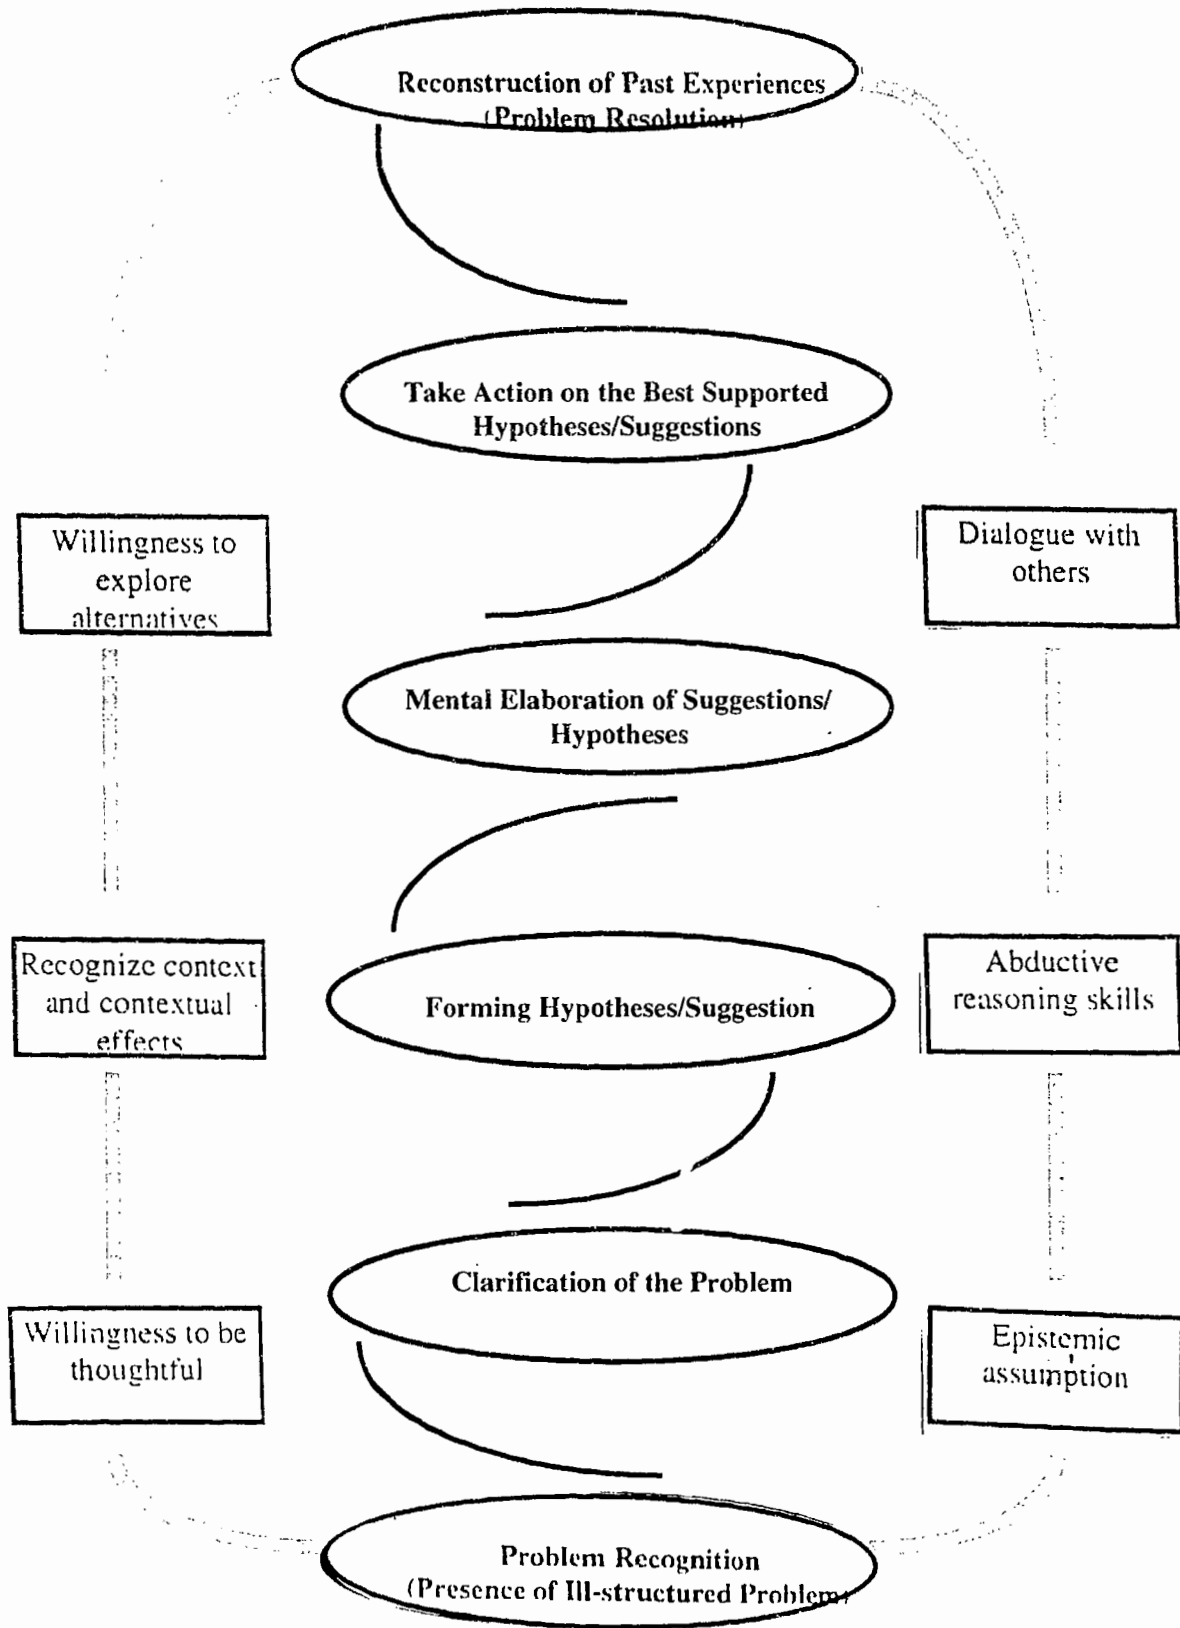 Reconstruction of Past Experiences
(Problem Resolution)
Take Action on the Best Supported
Hypotheses/Suggestions
Willingness to
explore
alternatives
Dialogue with
others
Mental Elaboration of Suggestions/
Hypotheses
Recognize context
and contextual
effects
Forming Hypotheses/Suggestion
Abductive
reasoning skills
Clarification of the Problem
Willingness to be
thoughtful
Epistemic
assumption
Problem Recognition
(Presence of Ill-structured Problem)